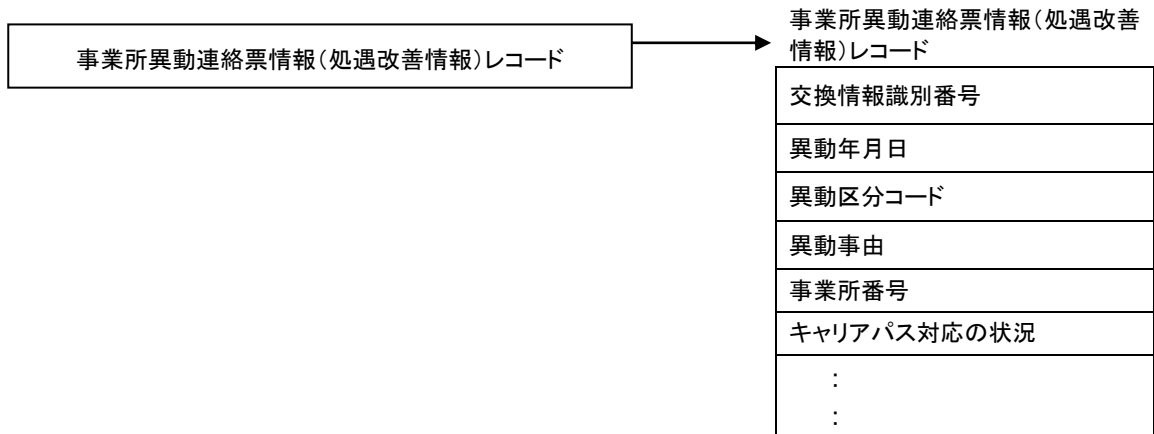 事業所異動連絡票情報（処遇改善情報）レコード
事業所異動連絡票情報（処遇改善
情報）レコード
交換情報識別番号
異動年月日
異動区分コード
異動事由
事業所番号
キャリアパス対応の状況
：
：